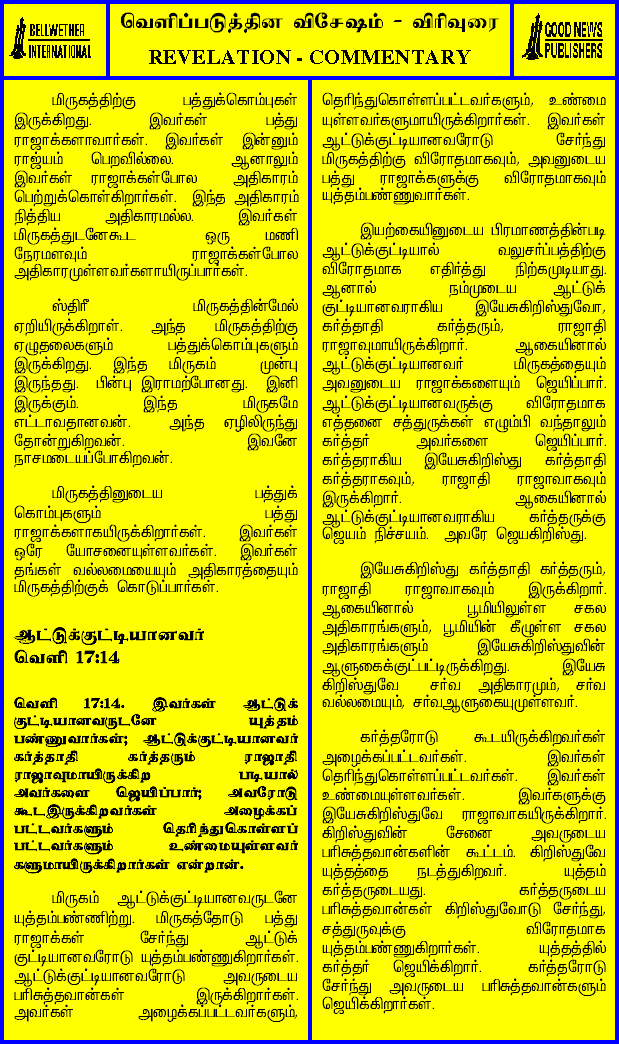 BELLWETHER
INTERNATIONAL
வெளிப்படுத்தின விசேஷம் - விரிவுரை
REVELATION - COMMENTARY
GOOD NEWS
PUBLISHERS
மிருகத்திற்கு பத்துக்கொம்புகள்
இருக்கிறது. இவர்கள் பத்து
ராஜாக்களாவார்கள். இவர்கள் இன்னும்
ராஜ்யம் பெறவில்லை. ஆனாலும்
இவர்கள் ராஜாக்கள்போல அதிகாரம்
பெற்றுக்கொள்கிறார்கள். இந்த அதிகாரம்
நித்திய அதிகாரமல்ல. இவர்கள்
மிருகத்துடனேகூட ஒரு மணி
நேரமளவும் ராஜாக்கள்போல
அதிகாரமுள்ளவர்களாயிருப்பார்கள்.
ஸ்திரீ மிருகத்தின்மேல்
ஏறியிருக்கிறாள். அந்த மிருகத்திற்கு
ஏழுதலைகளும் பத்துக்கொம்புகளும்
இருக்கிறது. இந்த மிருகம் முன்பு
இருந்தது. பின்பு இராமற்போனது. இனி
இருக்கும். இந்த மிருகமே
எட்டாவதானவன். அந்த ஏழிலிருந்து
தோன்றுகிறவன். இவனே
நாசமடையப்போகிறவன்.
மிருகத்தினுடைய பத்துக்
கொம்புகளும் பத்து
ராஜாக்களாகயிருக்கிறார்கள். இவர்கள்
ஒரே யோசனையுள்ளவர்கள். இவர்கள்
தங்கள் வல்லமையையும் அதிகாரத்தையும்
மிருகத்திற்குக் கொடுப்பார்கள்.
ஆட்டுக்குட்டியானவர்
வெளி 17:14
வெளி 17:14. இவர்கள் ஆட்டுக்
குட்டியானவருடனே யுத்தம்
பண்ணுவார்கள்; ஆட்டுக்குட்டியானவர்
கர்த்தாதி கர்த்தரும் ராஜாதி
ராஜாவுமாயிருக்கிற படியால்
அவர்களை ஜெயிப்பார்; அவரோடு
கூடஇருக்கிறவர்கள் அழைக்கப்
பட்டவர்களும் தெரிந்துகொள்ளப்
பட்டவர்களும் உண்மையுள்ளவர்
களுமாயிருக்கிறார்கள் என்றான்.
மிருகம் ஆட்டுக்குட்டியானவருடனே
யுத்தம்பண்ணிற்று. மிருகத்தோடு பத்து
ராஜாக்கள் சேர்ந்து ஆட்டுக்
குட்டியானவரோடு யுத்தம்பண்ணுகிறார்கள்.
ஆட்டுக்குட்டியானவரோடு அவருடைய
பரிசுத்தவான்கள் இருக்கிறார்கள்.
அவர்கள் அழைக்கப்பட்டவர்களும்,
தெரிந்துகொள்ளப்பட்டவர்களும், உண்மை
யுள்ளவர்களுமாயிருக்கிறார்கள். இவர்கள்
ஆட்டுக்குட்டியானவரோடு சேர்ந்து
மிருகத்திற்கு விரோதமாகவும், அவனுடைய
பத்து ராஜாக்களுக்கு விரோதமாகவும்
யுத்தம்பண்ணுவார்கள்.
இயற்கையினுடைய பிரமாணத்தின்படி
ஆட்டுக்குட்டியால் வலுசர்ப்பத்திற்கு
விரோதமாக எதிர்த்து நிற்கமுடியாது.
ஆனால் நம்முடைய ஆட்டுக்
குட்டியானவராகிய இயேசுகிறிஸ்துவோ,
கர்த்தாதி கர்த்தரும், ராஜாதி
ராஜாவுமாயிருக்கிறார். ஆகையினால்
ஆட்டுக்குட்டியானவர் மிருகத்தையும்
அவனுடைய ராஜாக்களையும் ஜெயிப்பார்.
ஆட்டுக்குட்டியானவருக்கு விரோதமாக
எத்தனை சத்துருக்கள் எழும்பி வந்தாலும்
கர்த்தர் அவர்களை ஜெயிப்பார்.
கர்த்தராகிய இயேசுகிறிஸ்து கர்த்தாதி
கர்த்தராகவும், ராஜாதி ராஜாவாகவும்
இருக்கிறார். ஆகையினால்
ஆட்டுக்குட்டியானவராகிய கர்த்தருக்கு
ஜெயம் நிச்சயம். அவரே ஜெயகிறிஸ்து.
இயேசுகிறிஸ்து கர்த்தாதி கர்த்தரும்,
ராஜாதி ராஜாவாகவும் இருக்கிறார்.
ஆகையினால் பூமியிலுள்ள சகல
அதிகாரங்களும், பூமியின் கீழுள்ள சகல
அதிகாரங்களும் இயேசுகிறிஸ்துவின்
ஆளுகைக்குட்பட்டிருக்கிறது. இயேசு
கிறிஸ்துவே சர்வ அதிகாரமும், சர்வ
வல்லமையும், சர்வஆளுகையுமுள்ளவர்.
கர்த்தரோடு கூடயிருக்கிறவர்கள்
அழைக்கப்பட்டவர்கள். இவர்கள்
தெரிந்துகொள்ளப்பட்டவர்கள். இவர்கள்
உண்மையுள்ளவர்கள். இவர்களுக்கு
இயேசுகிறிஸ்துவே ராஜாவாகயிருக்கிறார்.
கிறிஸ்துவின் சேனை அவருடைய
பரிசுத்தவான்களின் கூட்டம். கிறிஸ்துவே
யுத்தத்தை நடத்துகிறவர். யுத்தம்
கர்த்தருடையது. கர்த்தருடைய
பரிசுத்தவான்கள் கிறிஸ்துவோடு சேர்ந்து,
சத்துருவுக்கு விரோதமாக
யுத்தம்பண்ணுகிறார்கள். யுத்தத்தில்
கர்த்தர் ஜெயிக்கிறார். கர்த்தரோடு
சேர்ந்து அவருடைய பரிசுத்தவான்களும்
ஜெயிக்கிறார்கள்.